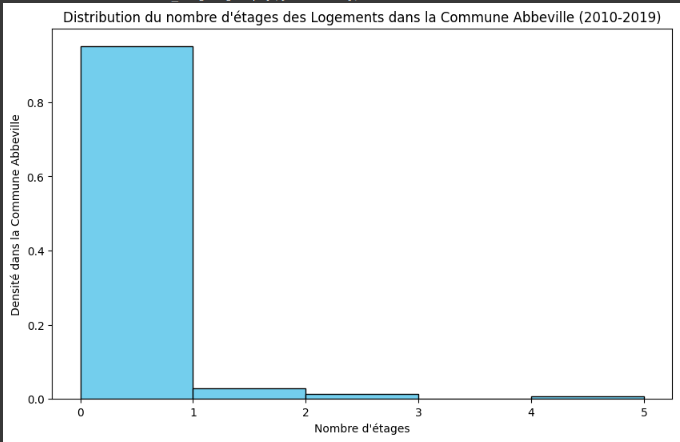 Distribution du nombre d'étages des Logements dans la Commune Abbeville (2010-2019)
Densité dans la Commune Abbeville
0.8
0.6
0.4
0.2
0.0
0 1 2 3 4 5
Nombre d'étages